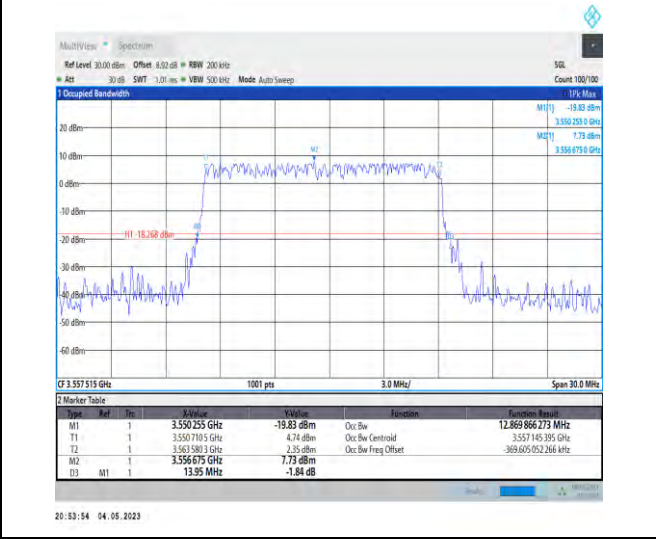 MultiView Spectrum
Ref Level 30.00 dBm Offset 8.92 dB RBW 200 kHz SGL
Att 30 dB SWT 1.01 ms VBW 500 kHz Mode Auto Sweep Count 100/100
1 Occupied Bandwidth 1Pk Max
M1[1] -19.83 dBm
3.550 255 0 GHz
M2[1] 7.73 dBm
3.556 675 0 GHz
20 dBm
M2
10 dBm
0 dBm
-10 dBm
H1 -18.268 dBm
-20 dBm
-30 dBm
-40 dBm
-50 dBm
-60 dBm
CF 3.557 515 GHz 1001 pts 3.0 MHz/ Span 30.0 MHz
2 Marker Table
Type Ref Trc X-Value Y-Value Function Function Result
M1 1 3.550 255 GHz -19.83 dBm Occ Bw 12.869 866 273 MHz
T1 1 3.550 710 5 GHz 4.74 dBm Occ Bw Centroid 3.557 145 395 GHz
T2 1 3.563 580 3 GHz 2.35 dBm Occ Bw Freq Offset -369.605 052 266 kHz
M2 1 3.556 675 GHz 7.73 dBm
D3 M1 1 13.95 MHz -1.84 dB
20:53:54 04.05.2023